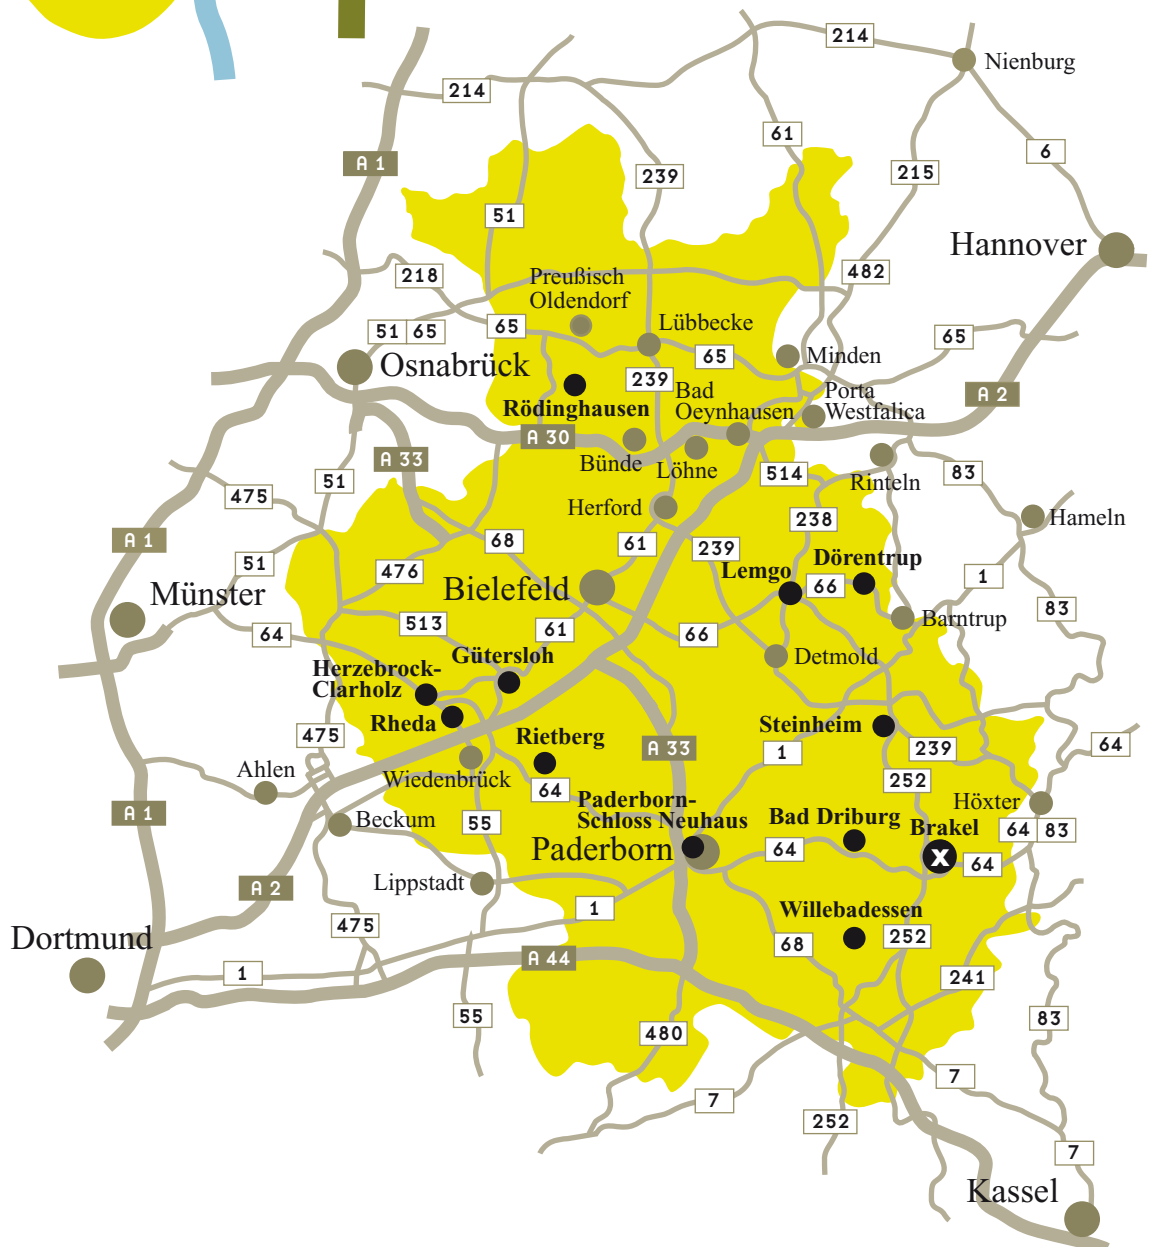 214
Nienburg
214
61
6
A 1
215
239
51
Hannover
482
218
Preußisch
Oldendorf
51
65
65
Lübbecke
65
65
Minden
Osnabrück
239
Bad
Oeynhausen
Porta
Westfalica
A 2
Rödinghausen
A 30
A 33
Bünde
Löhne
514
Rinteln
83
51
475
Herford
238
Hameln
A 1
68
61
239
51
476
Lemgo
Dörentrup
66
1
Bielefeld
Münster
83
Barntrup
513
64
61
66
Gütersloh
Detmold
Herzebrock-
Clarholz
Rheda
Steinheim
475
Rietberg
A 33
1
239
64
Ahlen
Wiedenbrück
252
64
Paderborn-
Schloss Neuhaus
Höxter
A 1
Beckum
55
Bad Driburg
Brakel
64
83
Paderborn
64
x
64
Lippstadt
A 2
1
Willebadessen
475
Dortmund
68
252
A 44
1
241
55
480
83
7
7
252
7
Kassel